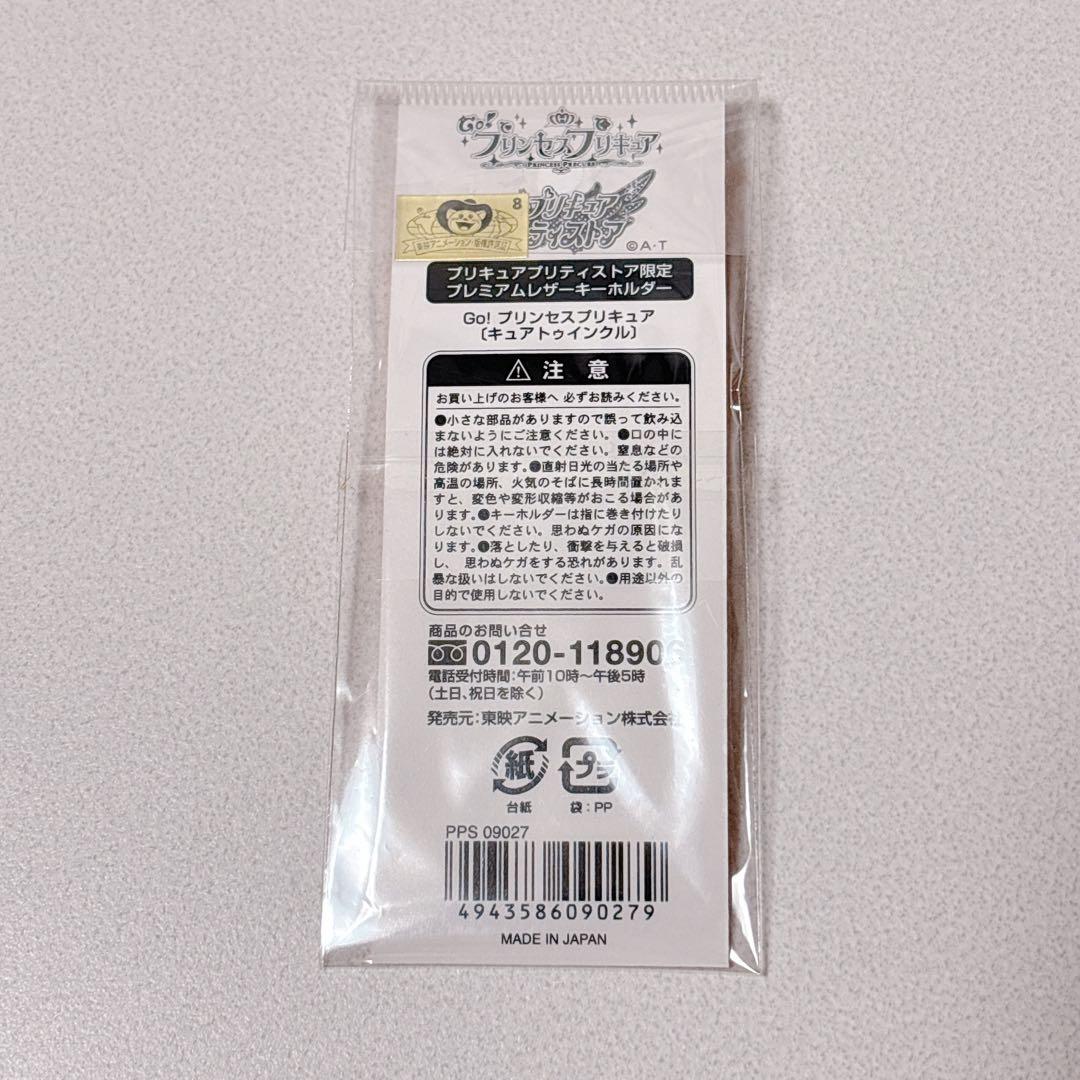 Go!
プリンセスプリキュア
PRINCESS PRECURE
プリキュア
ティストア
©A・T
8
東映アニメーション・版権許諾証
プリキュアプリティストア限定
プレミアムレザーキーホルダー
Go! プリンセスプリキュア
〔キュアトゥインクル〕
⚠ 注意
お買い上げのお客様へ 必ずお読みください。
●小さな部品がありますので誤って飲み込
まないようにご注意ください。●口の中に
は絶対に入れないでください。窒息などの
危険があります。●直射日光の当たる場所や
高温の場所、火気のそばに長時間置かれま
すと、変色や変形収縮等がおこる場合があ
ります。●キーホルダーは指に巻き付けたり
しないでください。思わぬケガの原因にな
ります。●落としたり、衝撃を与えると破損
し、思わぬケガをする恐れがあります。乱
暴な扱いはしないでください。●用途以外の
目的で使用しないでください。
商品のお問い合せ
0120-118906
電話受付時間：午前10時～午後5時
（土日、祝日を除く）
発売元：東映アニメーション株式会社
紙 プラ
台紙 袋：PP
PPS 09027
4943586090279
MADE IN JAPAN